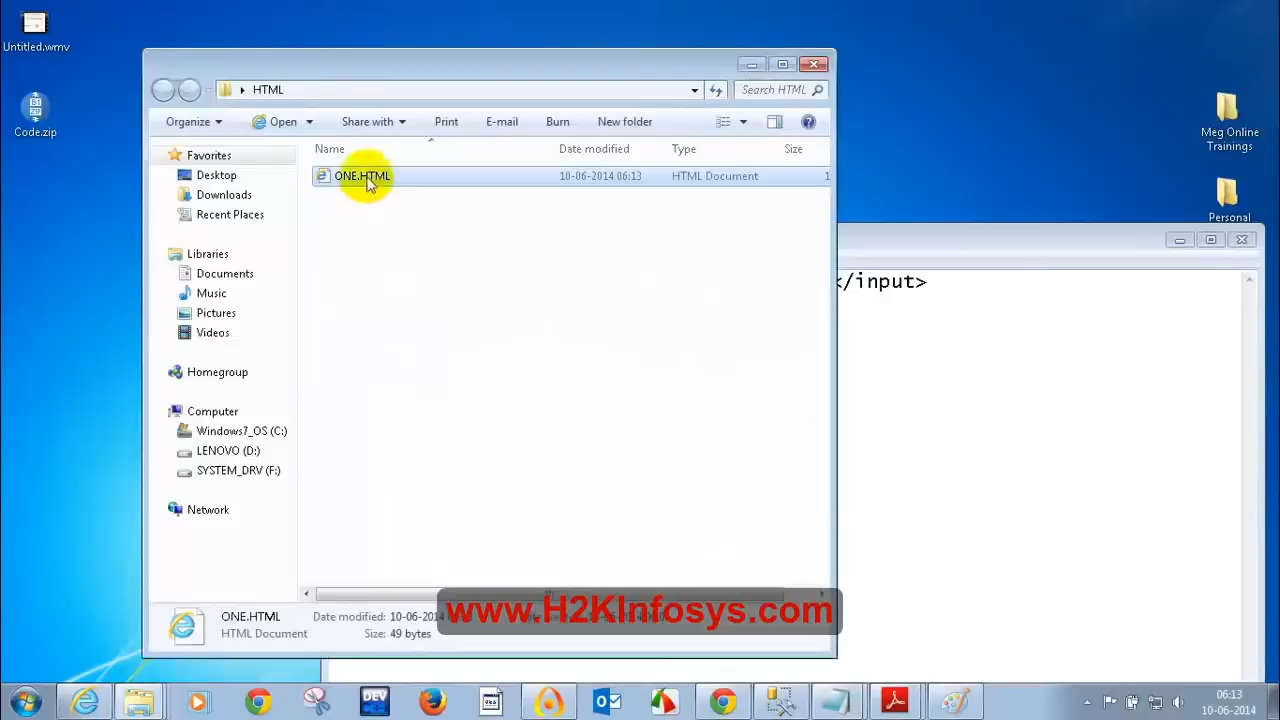 Untitled.wmv
Code.zip
HTML
Search HTML
Organize
Open
Share with
Print
E-mail
Burn
New folder
Name
Date modified
Type
Size
ONE.HTML
10-06-2014 06:13
HTML Document
1
Favorites
Desktop
Downloads
Recent Places
Libraries
Documents
Music
Pictures
Videos
Homegroup
Computer
Windows7_OS (C:)
LENOVO (D:)
SYSTEM_DRV (F:)
Network
Meg Online
Trainings
Personal
</input>
ONE.HTML
Date modified: 10-06-2014
HTML Document
Size: 49 bytes
www.H2KInfosys.com
DEV
06:13
10-06-2014